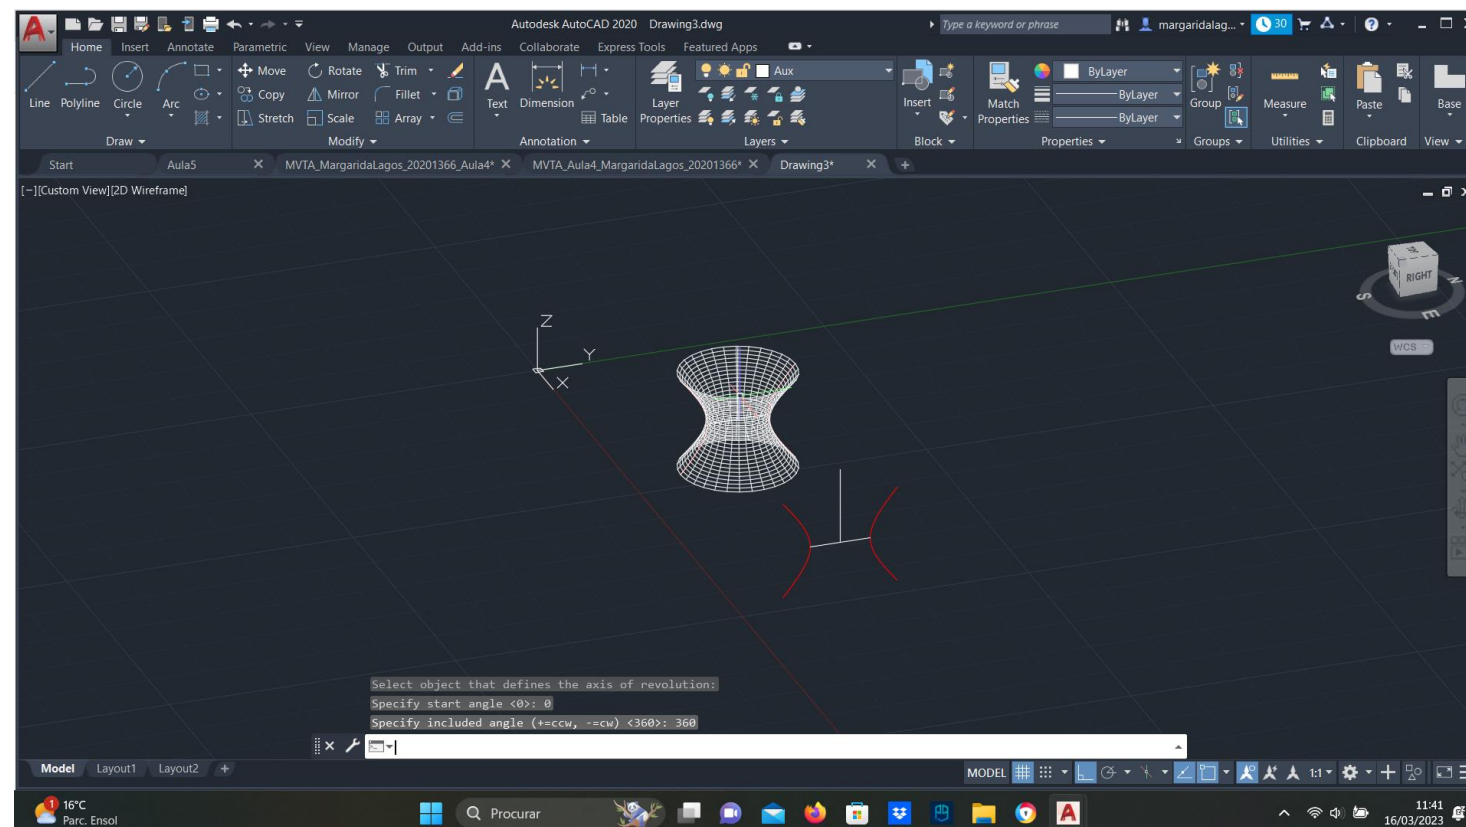 A
Autodesk AutoCAD 2020 Drawing3.dwg
Type a keyword or phrase
margaridalag...
30
Home Insert Annotate Parametric View Manage Output Add-ins Collaborate Express Tools Featured Apps
Move Rotate Trim
Copy Mirror Fillet
Stretch Scale Array
Line Polyline Circle Arc
Text Dimension
Table
Layer
Properties
Aux
Insert
Match
Properties
ByLayer
ByLayer
ByLayer
Group
Measure
Paste
Base
Draw Modify Annotation Layers Block Properties Groups Utilities Clipboard View
Start Aula5 MVTA_MargaridaLagos_20201366_Aula4* MVTA_Aula4_MargaridaLagos_20201366* Drawing3*
[−][Custom View][2D Wireframe]
RIGHT
N
S
E
WCS
Z
Y
X
Select object that defines the axis of revolution:
Specify start angle <0>: 0
Specify included angle (+=ccw, -=cw) <360>: 360
Model Layout1 Layout2 +
MODEL
1:1
1
16°C
Parc. Ensol
Procurar
A
11:41
16/03/2023